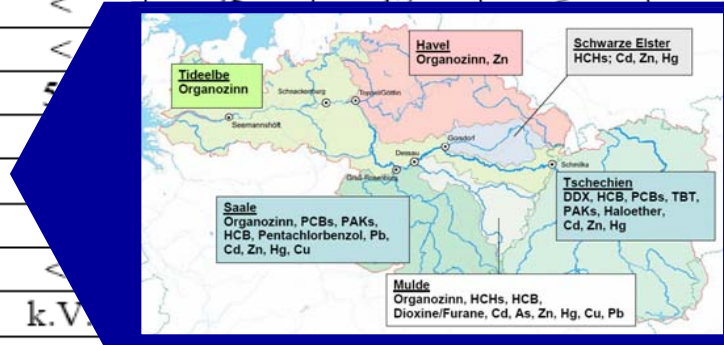 <
<
<
k.V.
Tideelbe
Organozinn
Havel
Organozinn, Zn
Schwarze Elster
HCHs; Cd, Zn, Hg
Schnackenburg
Seemannshöft
Gorsdorf
Dessau
Schmilka
Groß Rosenburg
Saale
Organozinn, PCBs, PAKs,
HCB, Pentachlorbenzol, Pb,
Cd, Zn, Hg, Cu
Tschechien
DDX, HCB, PCBs, TBT,
PAKs, Haloether,
Cd, Zn, Hg
Mulde
Organozinn, HCHs, HCB,
Dioxine/Furane, Cd, As, Zn, Hg, Cu, Pb